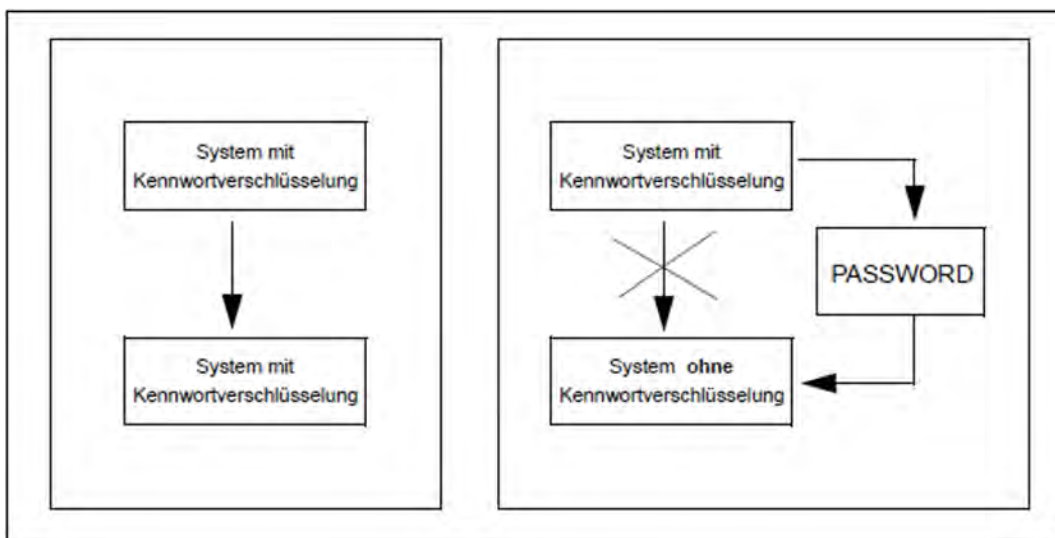 System mit
Kennwortverschlüsselung
System mit
Kennwortverschlüsselung
System mit
Kennwortverschlüsselung
PASSWORD
System ohne
Kennwortverschlüsselung